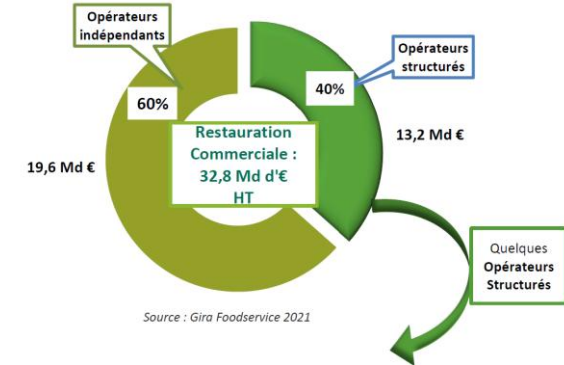 Opérateurs
indépendants
Opérateurs
structurés
60%
40%
Restauration
Commerciale :
32,8 Md d'€
HT
13,2 Md €
19,6 Md €
Quelques
Opérateurs
Structurés
Source : Gira Foodservice 2021